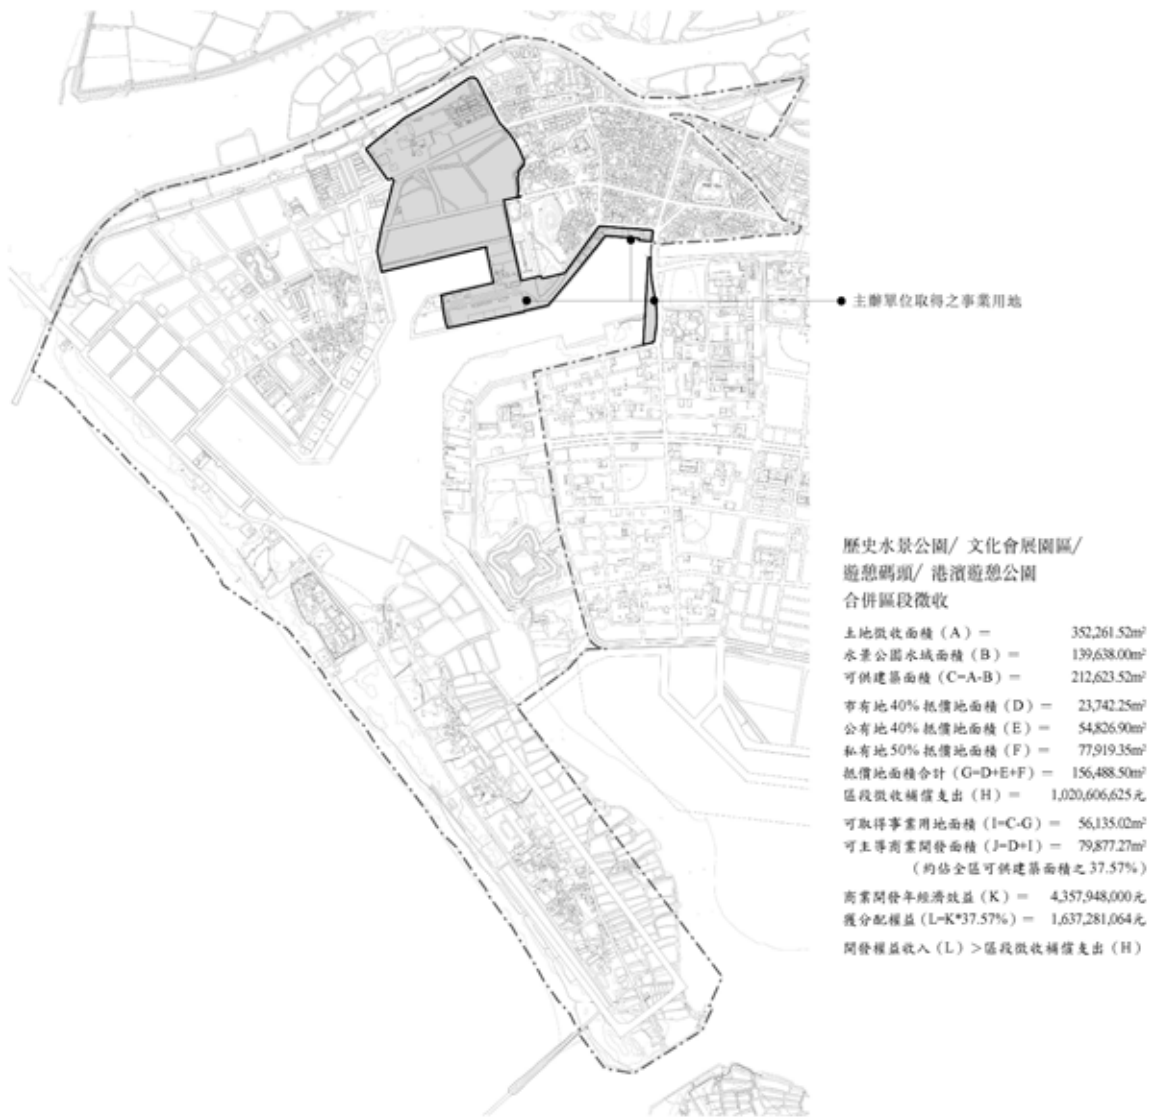 主辦單位取得之事業用地
歷史水景公園/ 文化會展園區/
遊憩碼頭/ 港濱遊憩公園
合併區段徵收
土地徵收面積（A）＝ 352,261.52m²
水景公園水域面積（B）＝ 139,638.00m²
可供建築面積（C=A-B）＝ 212,623.52m²
市有地40% 抵價地面積（D）＝ 23,742.25m²
公有地40% 抵價地面積（E）＝ 54,826.90m²
私有地50% 抵價地面積（F）＝ 77,919.35m²
抵價地面積合計（G=D+E+F）＝ 156,488.50m²
區段徵收補償支出（H）＝ 1,020,606,625元
可取得事業用地面積（I=C-G）＝ 56,135.02m²
可主導商業開發面積（J=D+I）＝ 79,877.27m²
（約佔全區可供建築面積之 37.57%）
商業開發年經濟效益（K）＝ 4,357,948,000元
獲分配權益（L=K*37.57%）＝ 1,637,281,064元
開發權益收入（L）＞區段徵收補償支出（H）